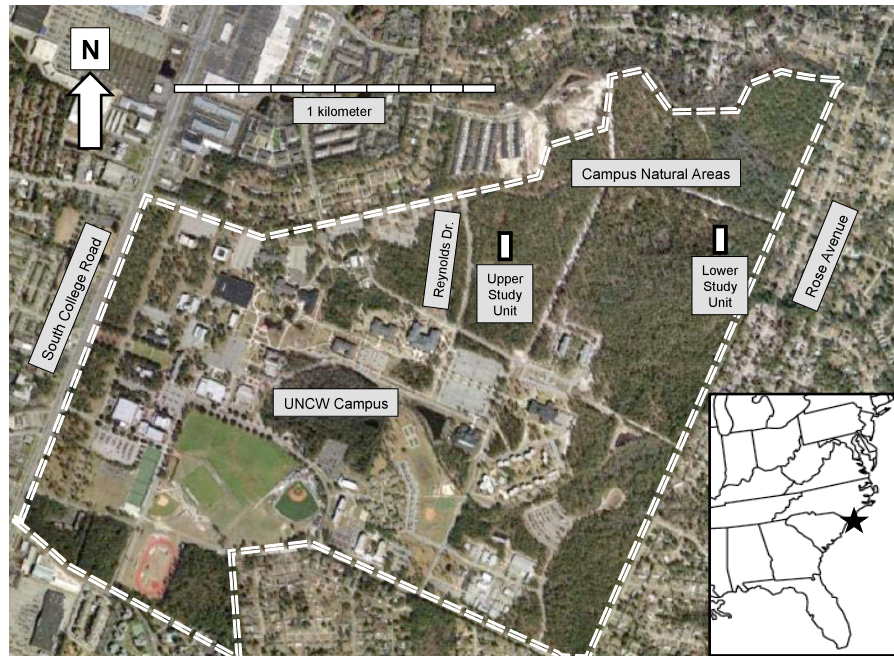 N
1 kilometer
Campus Natural Areas
Reynolds Dr.
Upper
Study
Unit
Lower
Study
Unit
Rose Avenue
South College Road
UNCW Campus